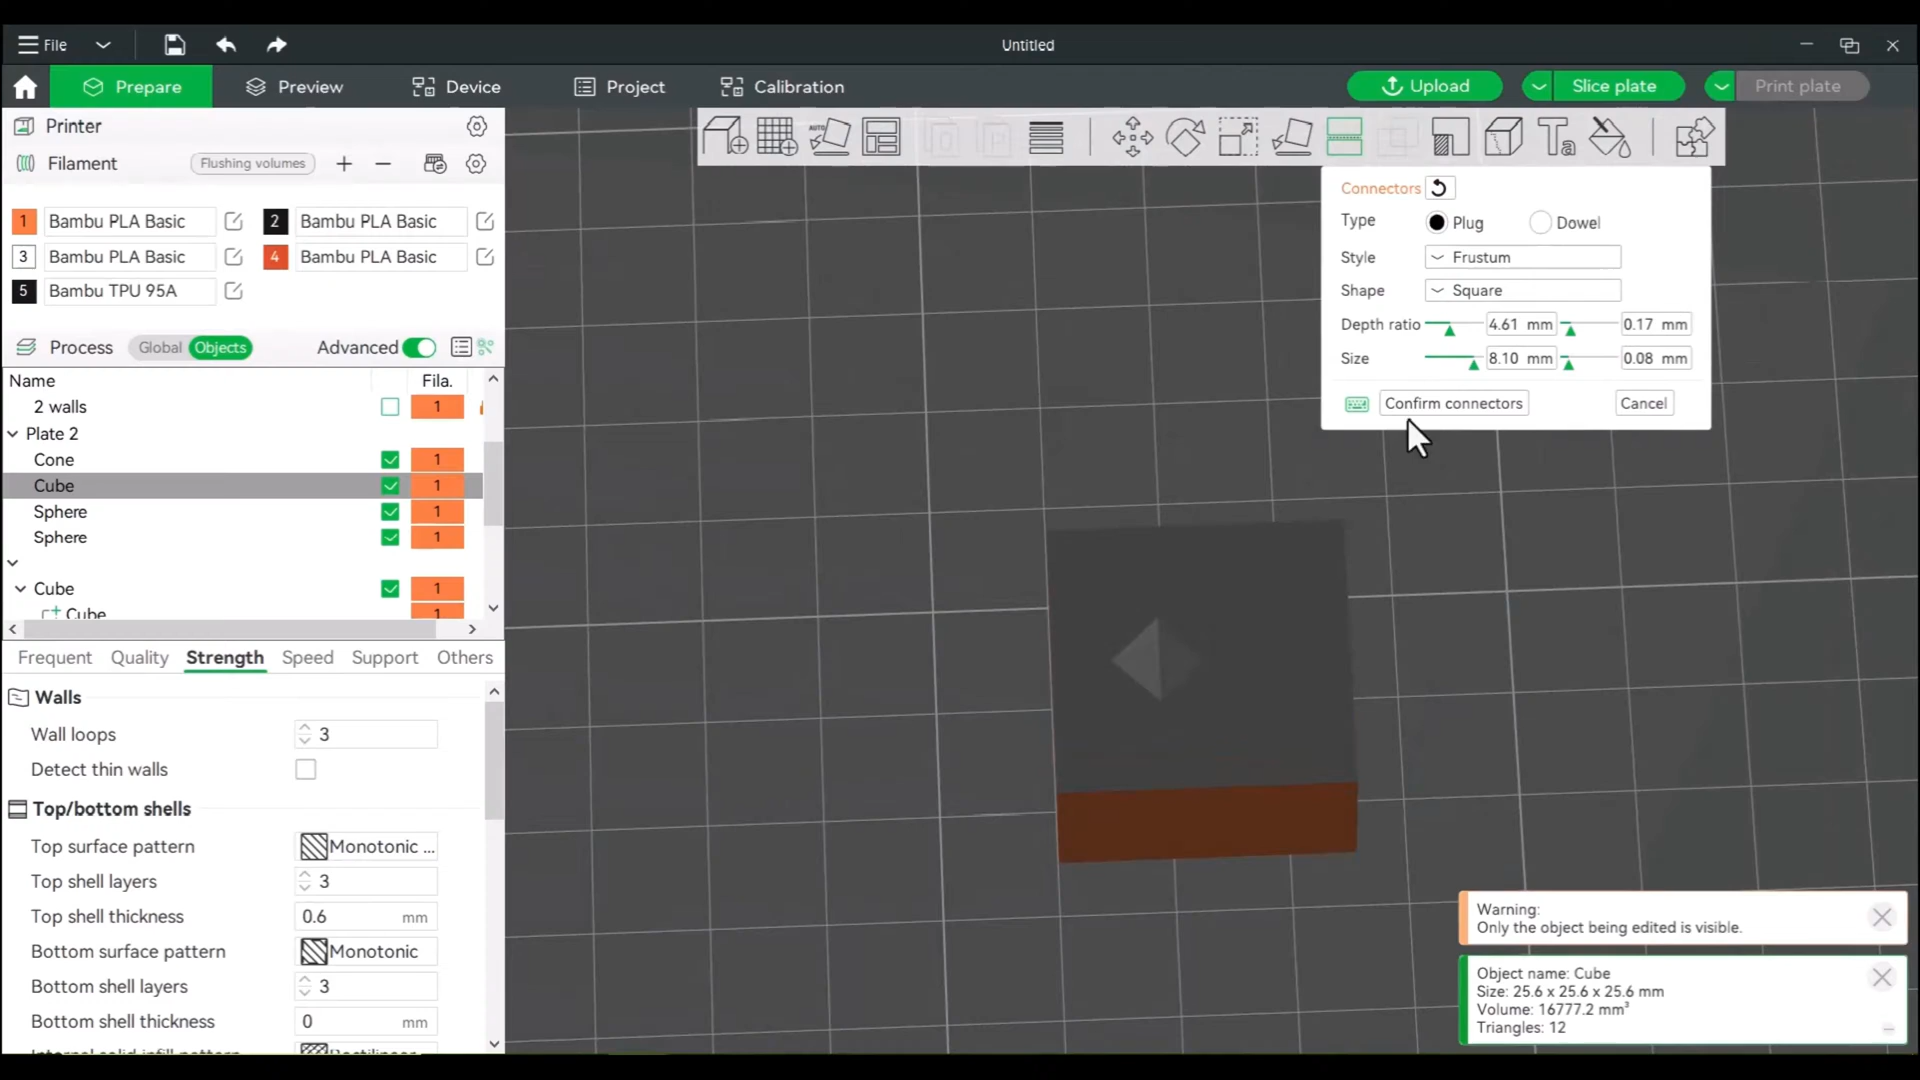 File
Untitled
Prepare
Preview
Device
Project
Calibration
Upload
Slice plate
Print plate
Printer
Filament
Flushing volumes
1 Bambu PLA Basic
2 Bambu PLA Basic
3 Bambu PLA Basic
4 Bambu PLA Basic
5 Bambu TPU 95A
Process Global Objects Advanced
Name Fila.
2 walls 1
Plate 2
Cone 1
Cube 1
Sphere 1
Sphere 1
Cube 1
Cube 1
Frequent Quality Strength Speed Support Others
Walls
Wall loops 3
Detect thin walls
Top/bottom shells
Top surface pattern Monotonic ...
Top shell layers 3
Top shell thickness 0.6 mm
Bottom surface pattern Monotonic
Bottom shell layers 3
Bottom shell thickness 0 mm
Internal solid infill pattern Rectilinear
AUTO
Ta
Connectors
Type Plug Dowel
Style Frustum
Shape Square
Depth ratio 4.61 mm 0.17 mm
Size 8.10 mm 0.08 mm
Confirm connectors Cancel
Warning:
Only the object being edited is visible.
Object name: Cube
Size: 25.6 x 25.6 x 25.6 mm
Volume: 16777.2 mm³
Triangles: 12